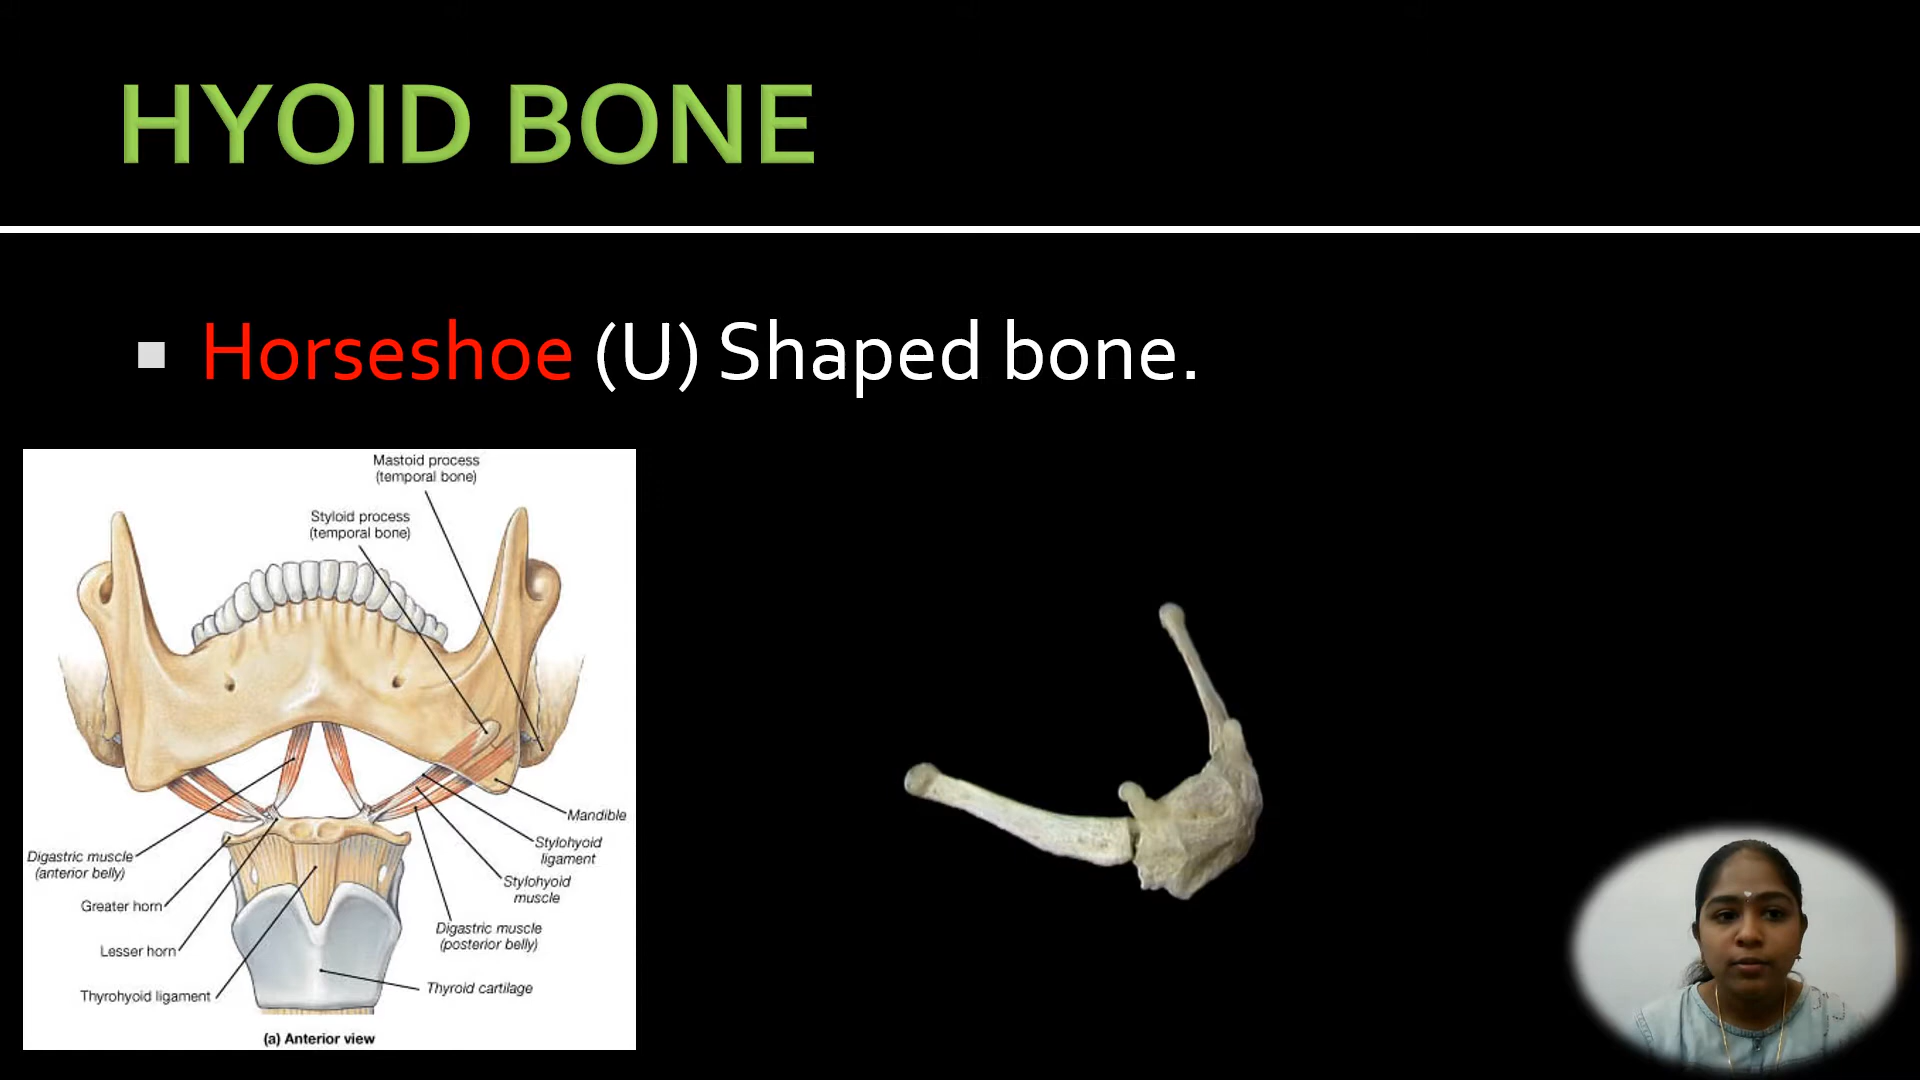 HYOID BONE
Horseshoe (U) Shaped bone.
Mastoid process
(temporal bone)
Styloid process
(temporal bone)
Mandible
Stylohyoid
ligament
Stylohyoid
muscle
Digastric muscle
(posterior belly)
Thyroid cartilage
Digastric muscle
(anterior belly)
Greater horn
Lesser horn
Thyrohyoid ligament
(a) Anterior view